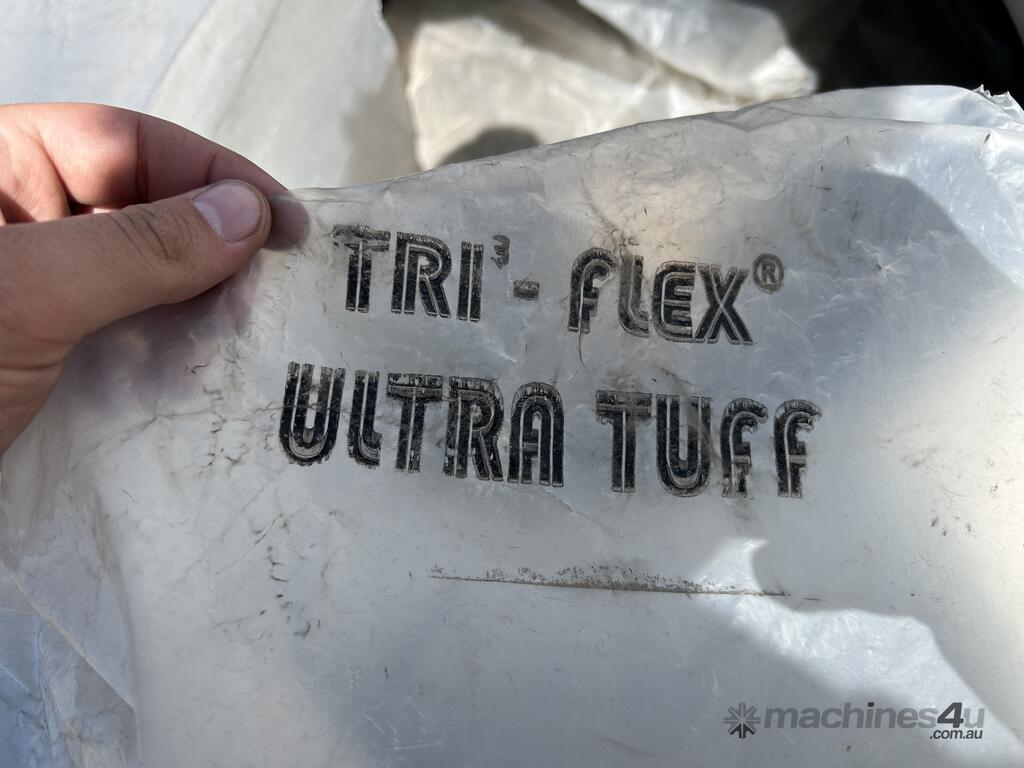 TRI³- FLEX®
ULTRA TUFF
machines4u
.com.au